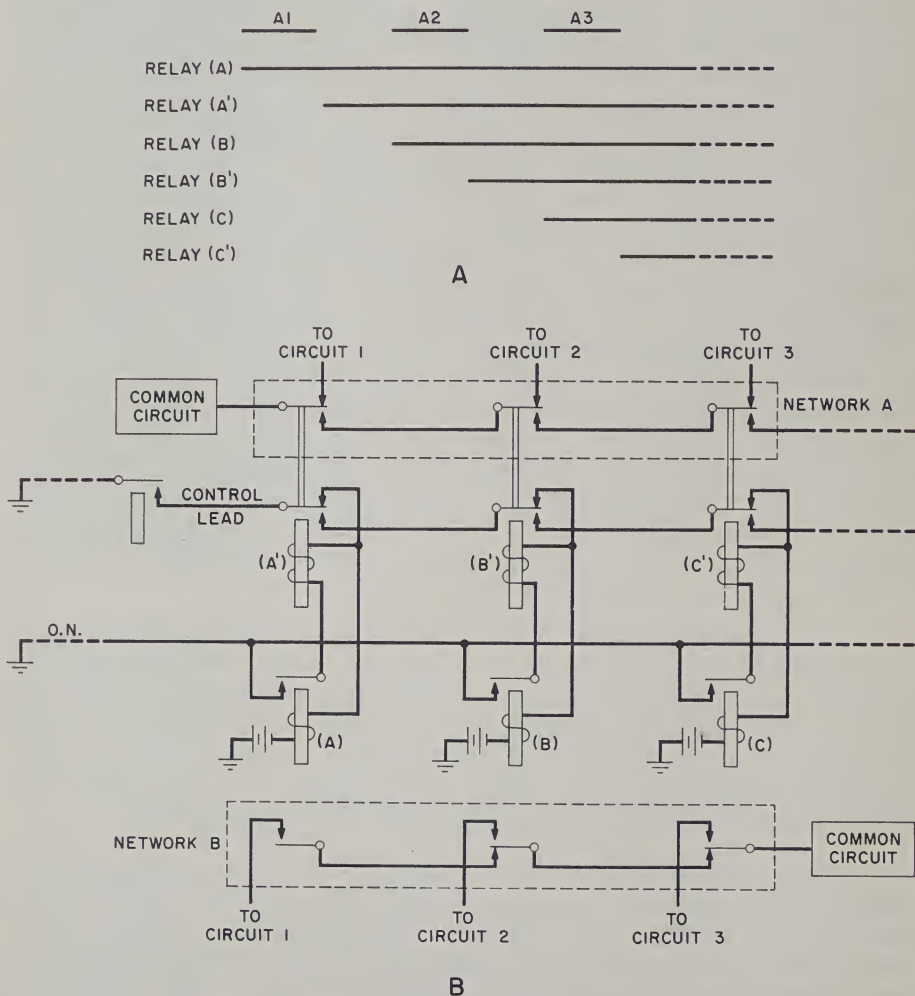 A1 A2 A3
RELAY (A)
RELAY (A')
RELAY (B)
RELAY (B')
RELAY (C)
RELAY (C')
A
TO
CIRCUIT 1
TO
CIRCUIT 2
TO
CIRCUIT 3
COMMON
CIRCUIT
NETWORK A
CONTROL
LEAD
(A') (B') (C')
O.N.
(A) (B) (C)
NETWORK B
COMMON
CIRCUIT
TO
CIRCUIT 1
TO
CIRCUIT 2
TO
CIRCUIT 3
B